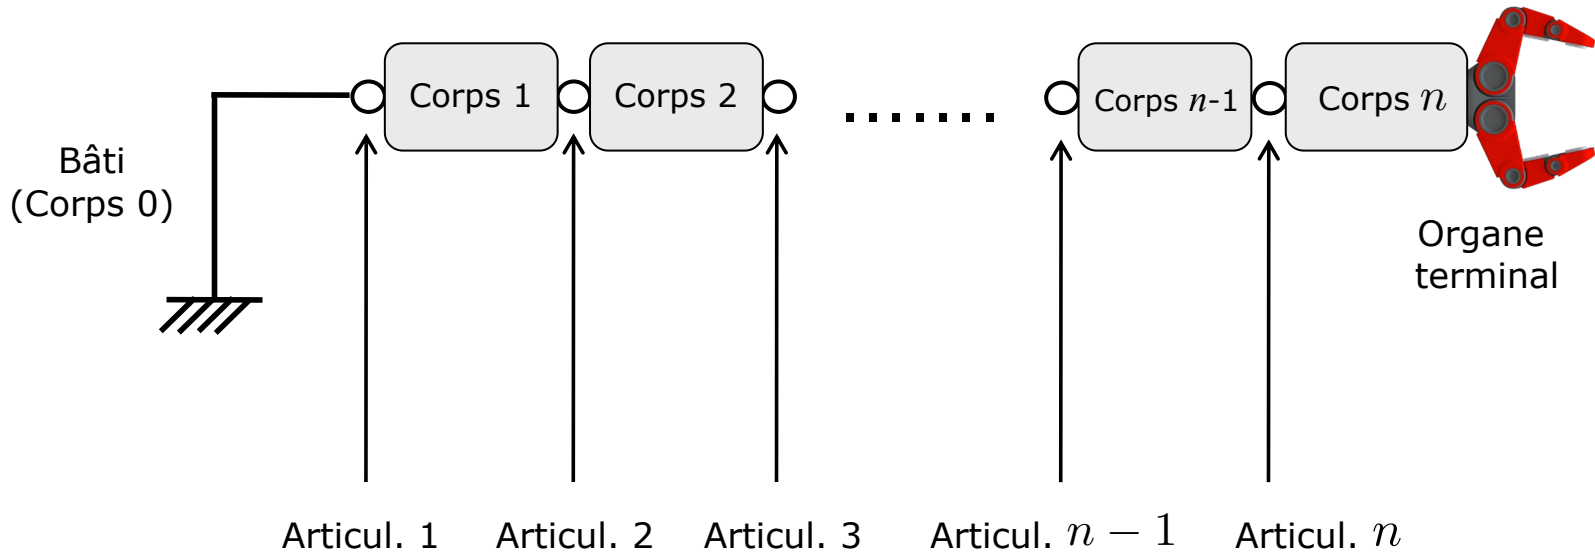 Corps 1
Corps 2
Corps n-1
Corps n
Bâti
(Corps 0)
Organe
terminal
Articul. 1
Articul. 2
Articul. 3
Articul. n − 1
Articul. n